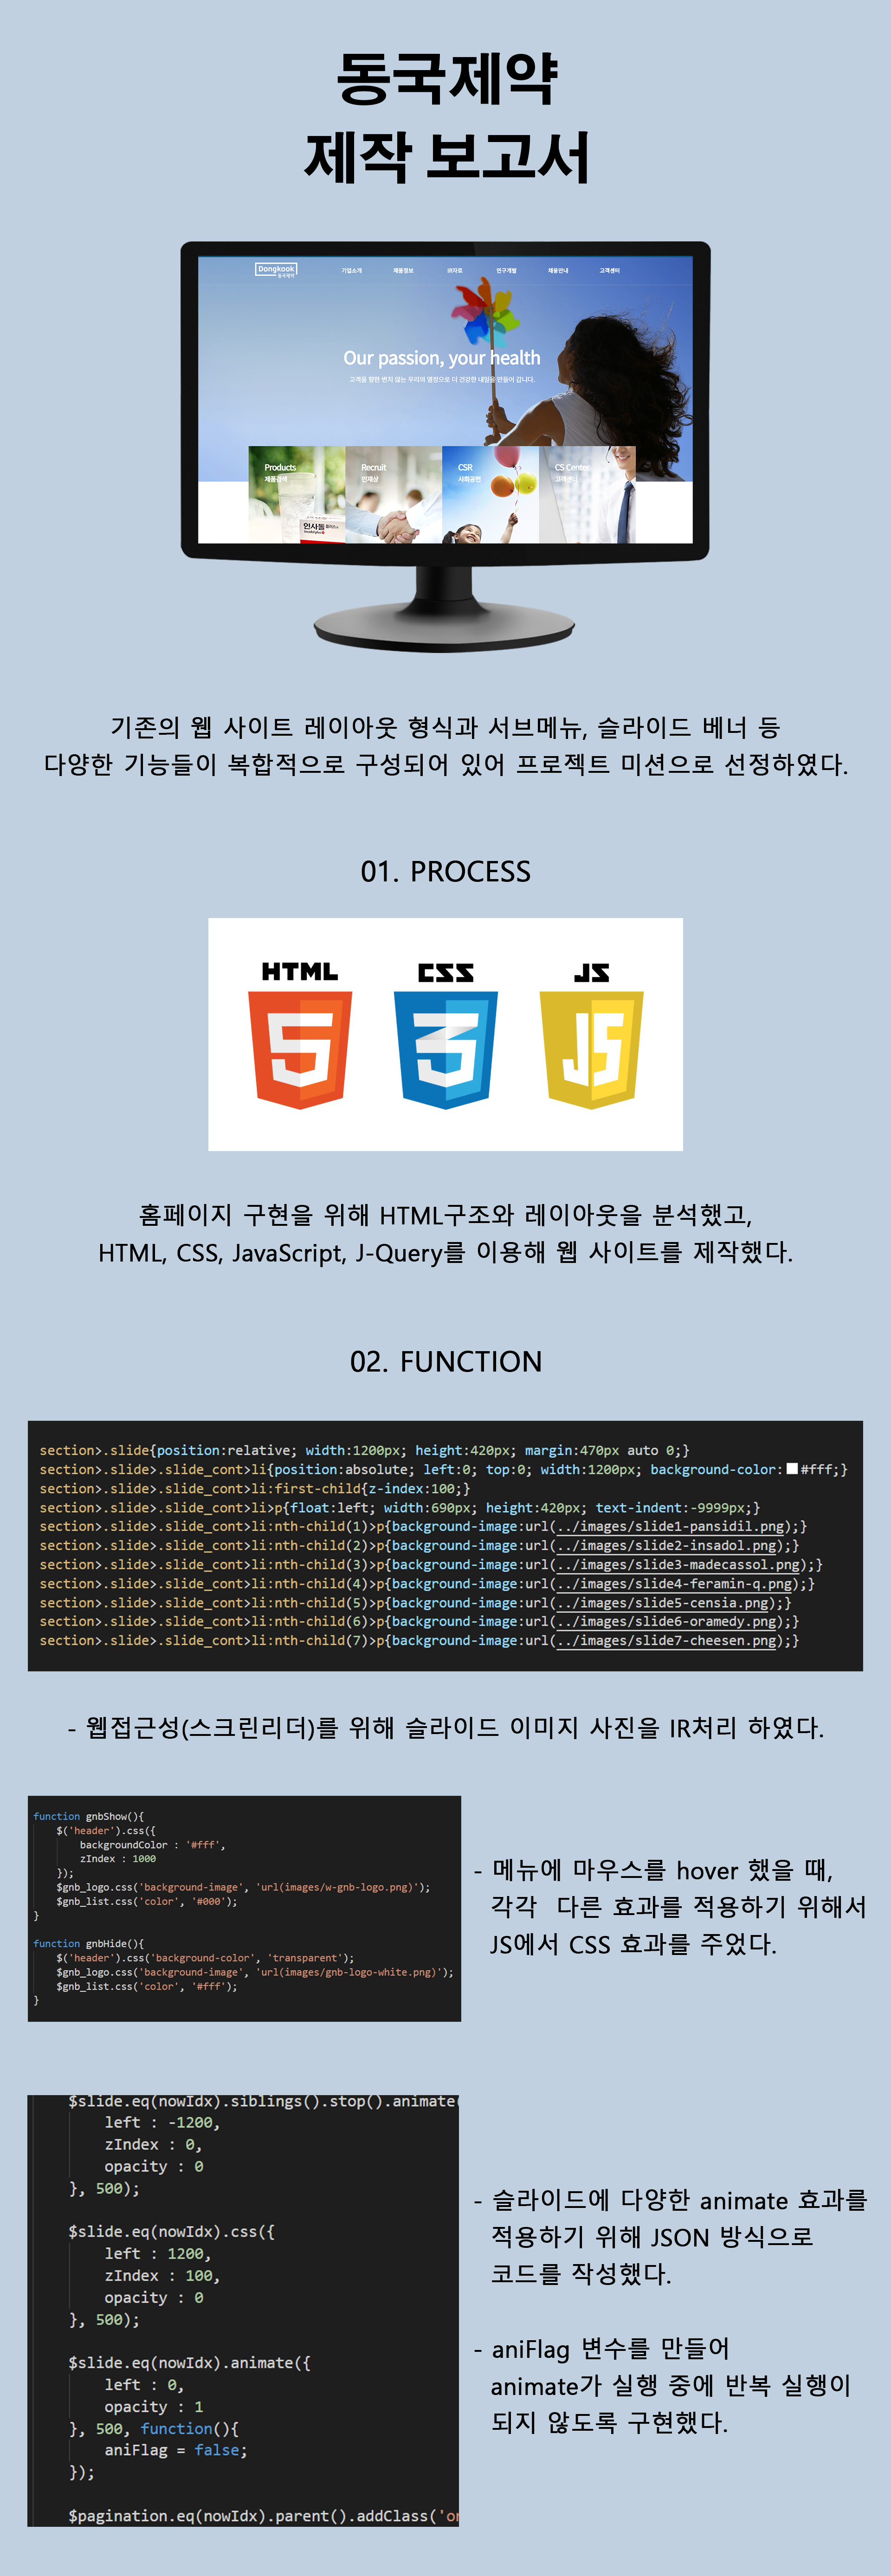 동국제약
제작 보고서
Dongkook
동국제약
기업소개 제품정보 IR자료 연구개발 채용안내 고객센터
Our passion, your health
고객을 향한 변치 않는 우리의 열정으로 더 건강한 내일을 만들어 갑니다.
Products Recruit CSR CS Center
제품검색 인재상 사회공헌 고객센터
인사돌
기존의 웹 사이트 레이아웃 형식과 서브메뉴, 슬라이드 베너 등
다양한 기능들이 복합적으로 구성되어 있어 프로젝트 미션으로 선정하였다.
01. PROCESS
HTML CSS JS
5 3 JS
홈페이지 구현을 위해 HTML구조와 레이아웃을 분석했고,
HTML, CSS, JavaScript, J-Query를 이용해 웹 사이트를 제작했다.
02. FUNCTION
section>.slide{position:relative; width:1200px; height:420px; margin:470px auto 0;}
section>.slide>.slide_cont>li{position:absolute; left:0; top:0; width:1200px; background-color:#fff;}
section>.slide>.slide_cont>li:first-child{z-index:100;}
section>.slide>.slide_cont>li>p{float:left; width:690px; height:420px; text-indent:-9999px;}
section>.slide>.slide_cont>li:nth-child(1)>p{background-image:url(../images/slide1-pansidil.png);}
section>.slide>.slide_cont>li:nth-child(2)>p{background-image:url(../images/slide2-insadol.png);}
section>.slide>.slide_cont>li:nth-child(3)>p{background-image:url(../images/slide3-madecassol.png);}
section>.slide>.slide_cont>li:nth-child(4)>p{background-image:url(../images/slide4-feramin-q.png);}
section>.slide>.slide_cont>li:nth-child(5)>p{background-image:url(../images/slide5-censia.png);}
section>.slide>.slide_cont>li:nth-child(6)>p{background-image:url(../images/slide6-oramedy.png);}
section>.slide>.slide_cont>li:nth-child(7)>p{background-image:url(../images/slide7-cheesen.png);}
- 웹접근성(스크린리더)를 위해 슬라이드 이미지 사진을 IR처리 하였다.
function gnbShow(){
$('header').css({
backgroundColor : '#fff',
zIndex : 1000
});
$gnb_logo.css('background-image', 'url(images/w-gnb-logo.png)');
$gnb_list.css('color', '#000');
}
function gnbHide(){
$('header').css('background-color', 'transparent');
$gnb_logo.css('background-image', 'url(images/gnb-logo-white.png)');
$gnb_list.css('color', '#fff');
}
- 메뉴에 마우스를 hover 했을 때,
각각 다른 효과를 적용하기 위해서
JS에서 CSS 효과를 주었다.
$slide.eq(nowIdx).siblings().stop().animate(
left : -1200,
zIndex : 0,
opacity : 0
}, 500);
$slide.eq(nowIdx).css({
left : 1200,
zIndex : 100,
opacity : 0
}, 500);
$slide.eq(nowIdx).animate({
left : 0,
opacity : 1
}, 500, function(){
aniFlag = false;
});
$pagination.eq(nowIdx).parent().addClass('on
- 슬라이드에 다양한 animate 효과를
적용하기 위해 JSON 방식으로
코드를 작성했다.
- aniFlag 변수를 만들어
animate가 실행 중에 반복 실행이
되지 않도록 구현했다.